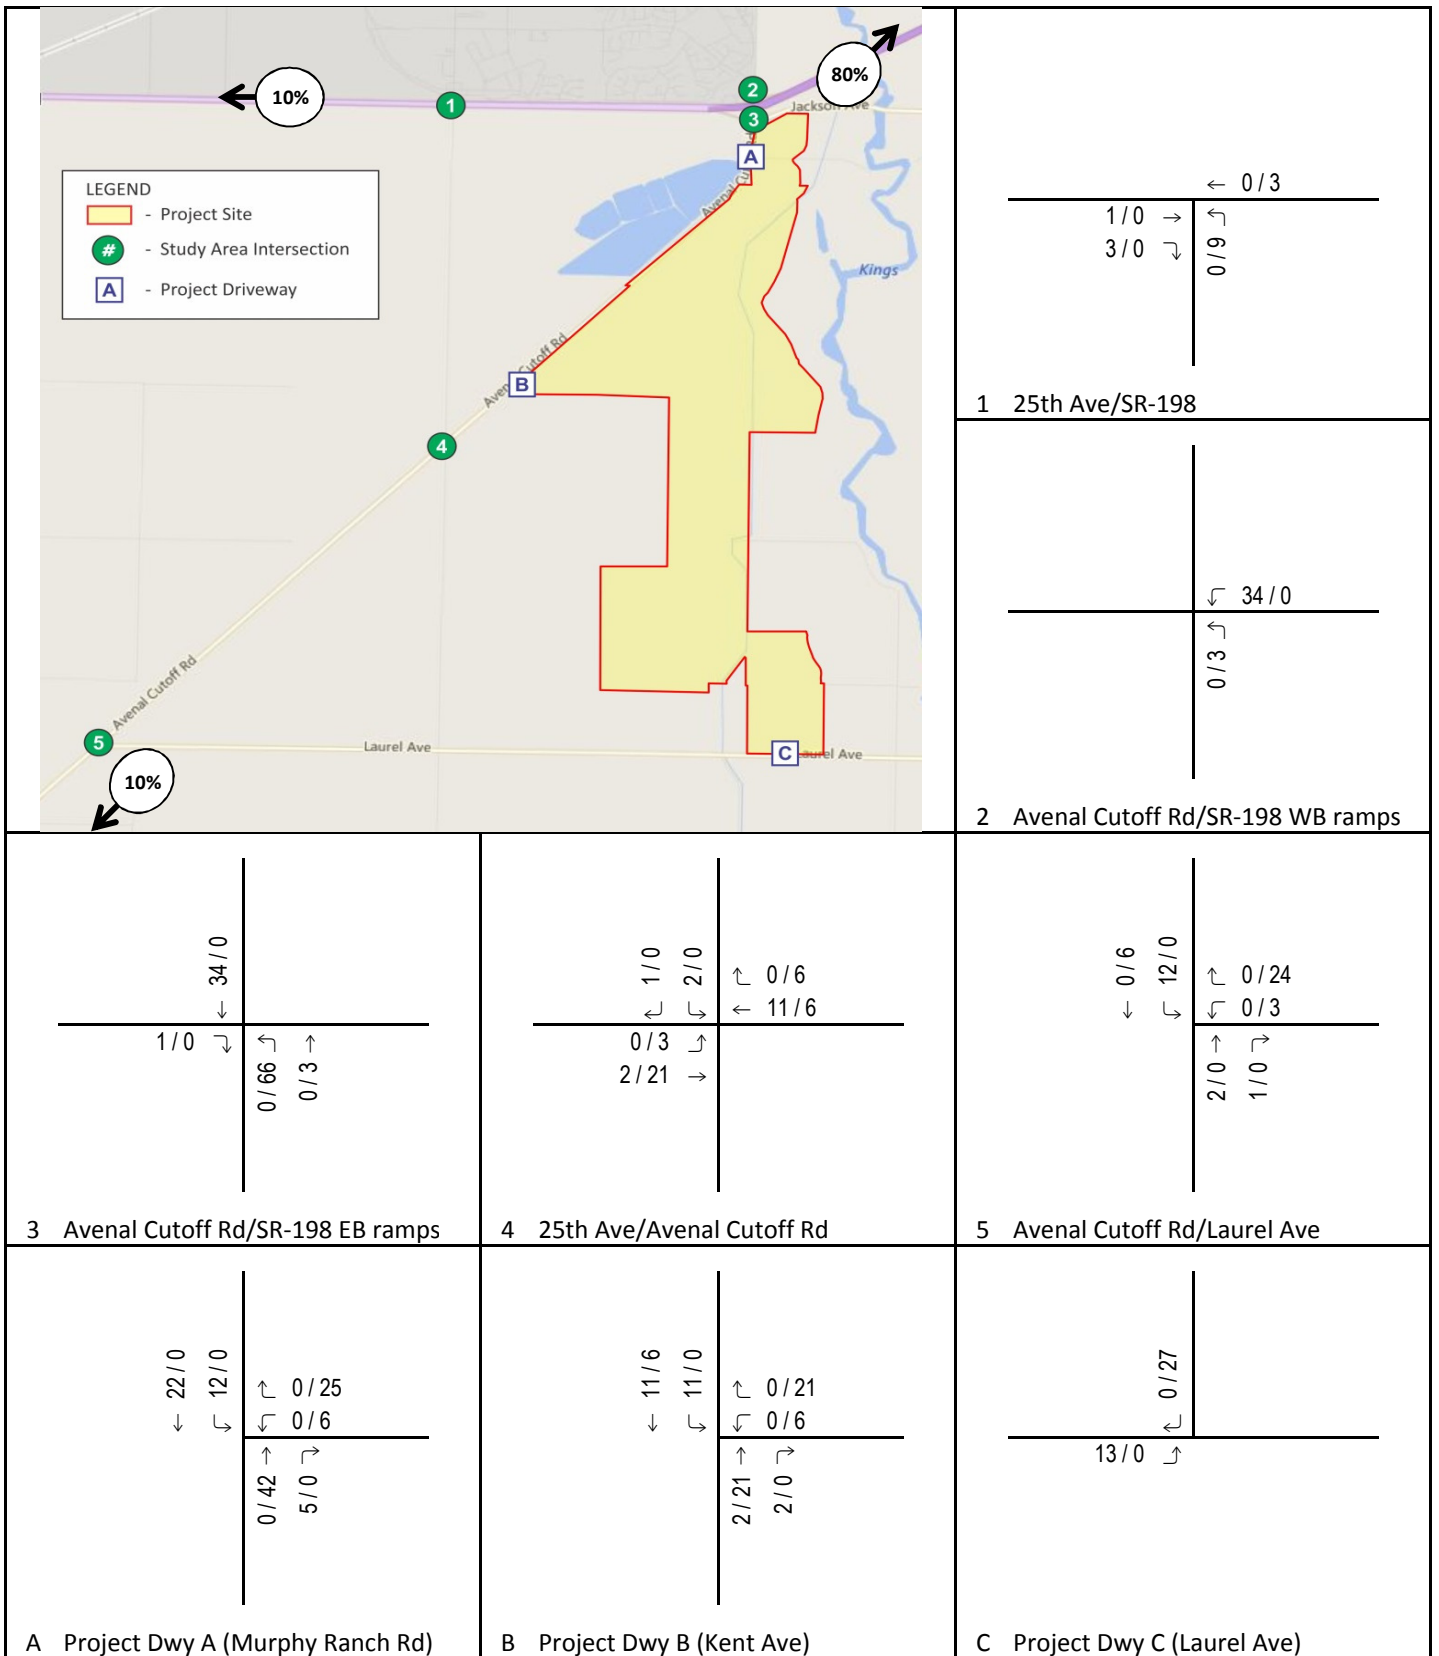 10%
80%
1
2
3
Jackson Ave
A
LEGEND
- Project Site
# - Study Area Intersection
A - Project Driveway
Avenal Cu
Kings
Avenal Cutoff Rd
B
4
Avenal Cutoff Rd
5
Laurel Ave
C
aurel Ave
10%
← 0 / 3
1 / 0 →
3 / 0
0 / 9
1 25th Ave/SR-198
34 / 0
0 / 3
2 Avenal Cutoff Rd/SR-198 WB ramps
34 / 0
↓
1 / 0
↑
0 / 66
0 / 3
3 Avenal Cutoff Rd/SR-198 EB ramps
1 / 0
2 / 0
0 / 6
← 11 / 6
0 / 3
2 / 21 →
4 25th Ave/Avenal Cutoff Rd
0 / 6
12 / 0
0 / 24
↓
0 / 3
↑
2 / 0
1 / 0
5 Avenal Cutoff Rd/Laurel Ave
22 / 0
12 / 0
0 / 25
↓
0 / 6
↑
0 / 42
5 / 0
A Project Dwy A (Murphy Ranch Rd)
11 / 6
11 / 0
0 / 21
↓
0 / 6
↑
2 / 21
2 / 0
B Project Dwy B (Kent Ave)
0 / 27
13 / 0
C Project Dwy C (Laurel Ave)